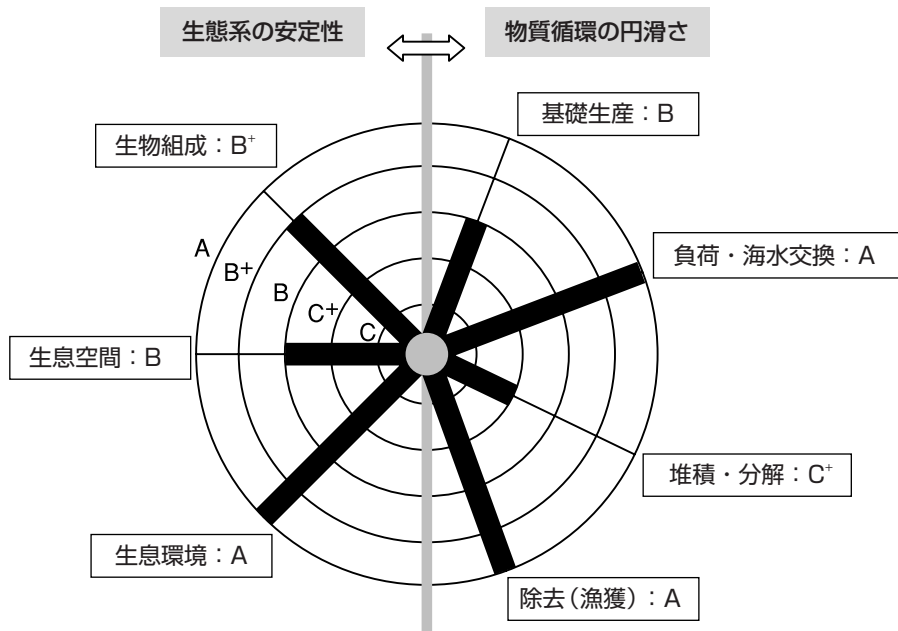 生態系の安定性
物質循環の円滑さ
基礎生産：B
生物組成：B⁺
負荷・海水交換：A
A
B+
B
C+
C
生息空間：B
堆積・分解：C⁺
生息環境：A
除去(漁獲)：A